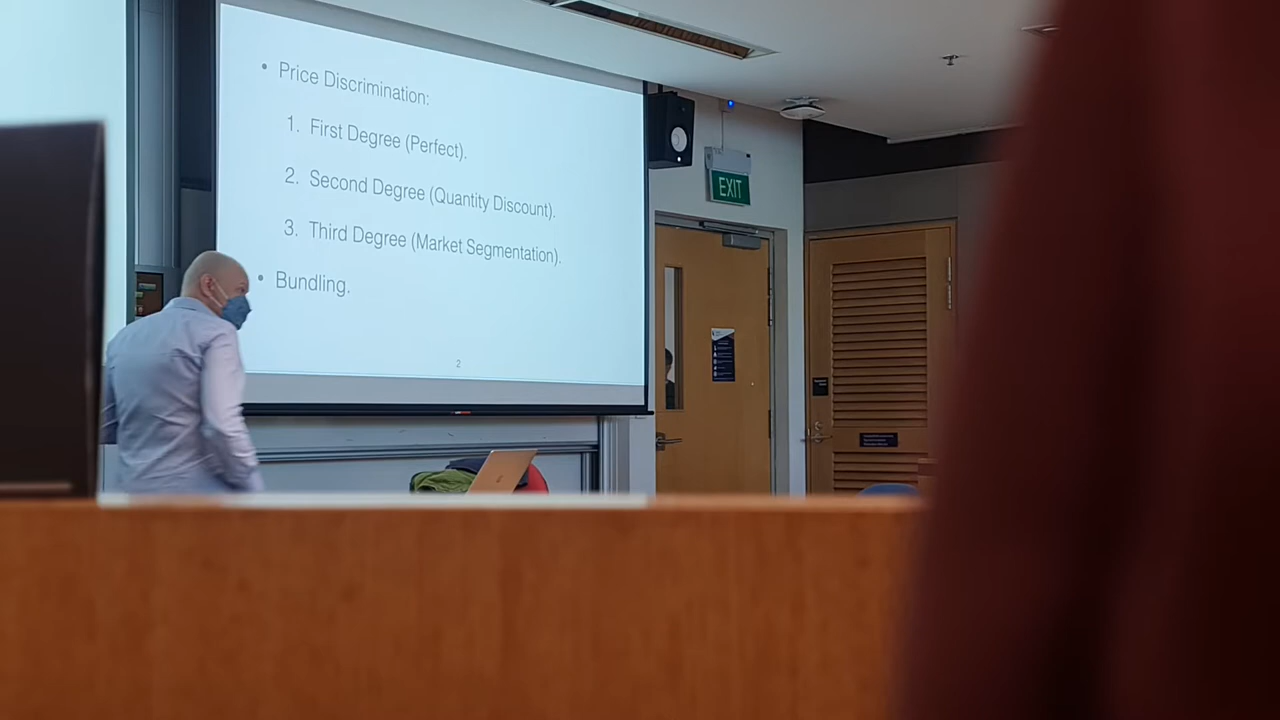 • Price Discrimination:
1. First Degree (Perfect).
2. Second Degree (Quantity Discount).
3. Third Degree (Market Segmentation).
• Bundling.
2
EXIT